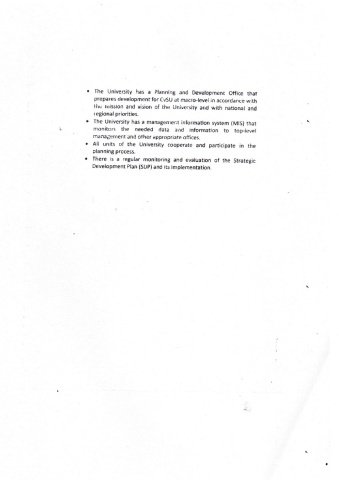 • The University has a Planning and Development Office that
prepares development for CvSU at macro-level in accordance with
the mission and vision of the University and with national and
regional priorities.
• The University has a management information system (MIS) that
monitors the needed data and information to top-level
management and other appropriate offices.
• All units of the University cooperate and participate in the
planning process.
• There is a regular monitoring and evaluation of the Strategic
Development Plan (SDP) and its implementation.